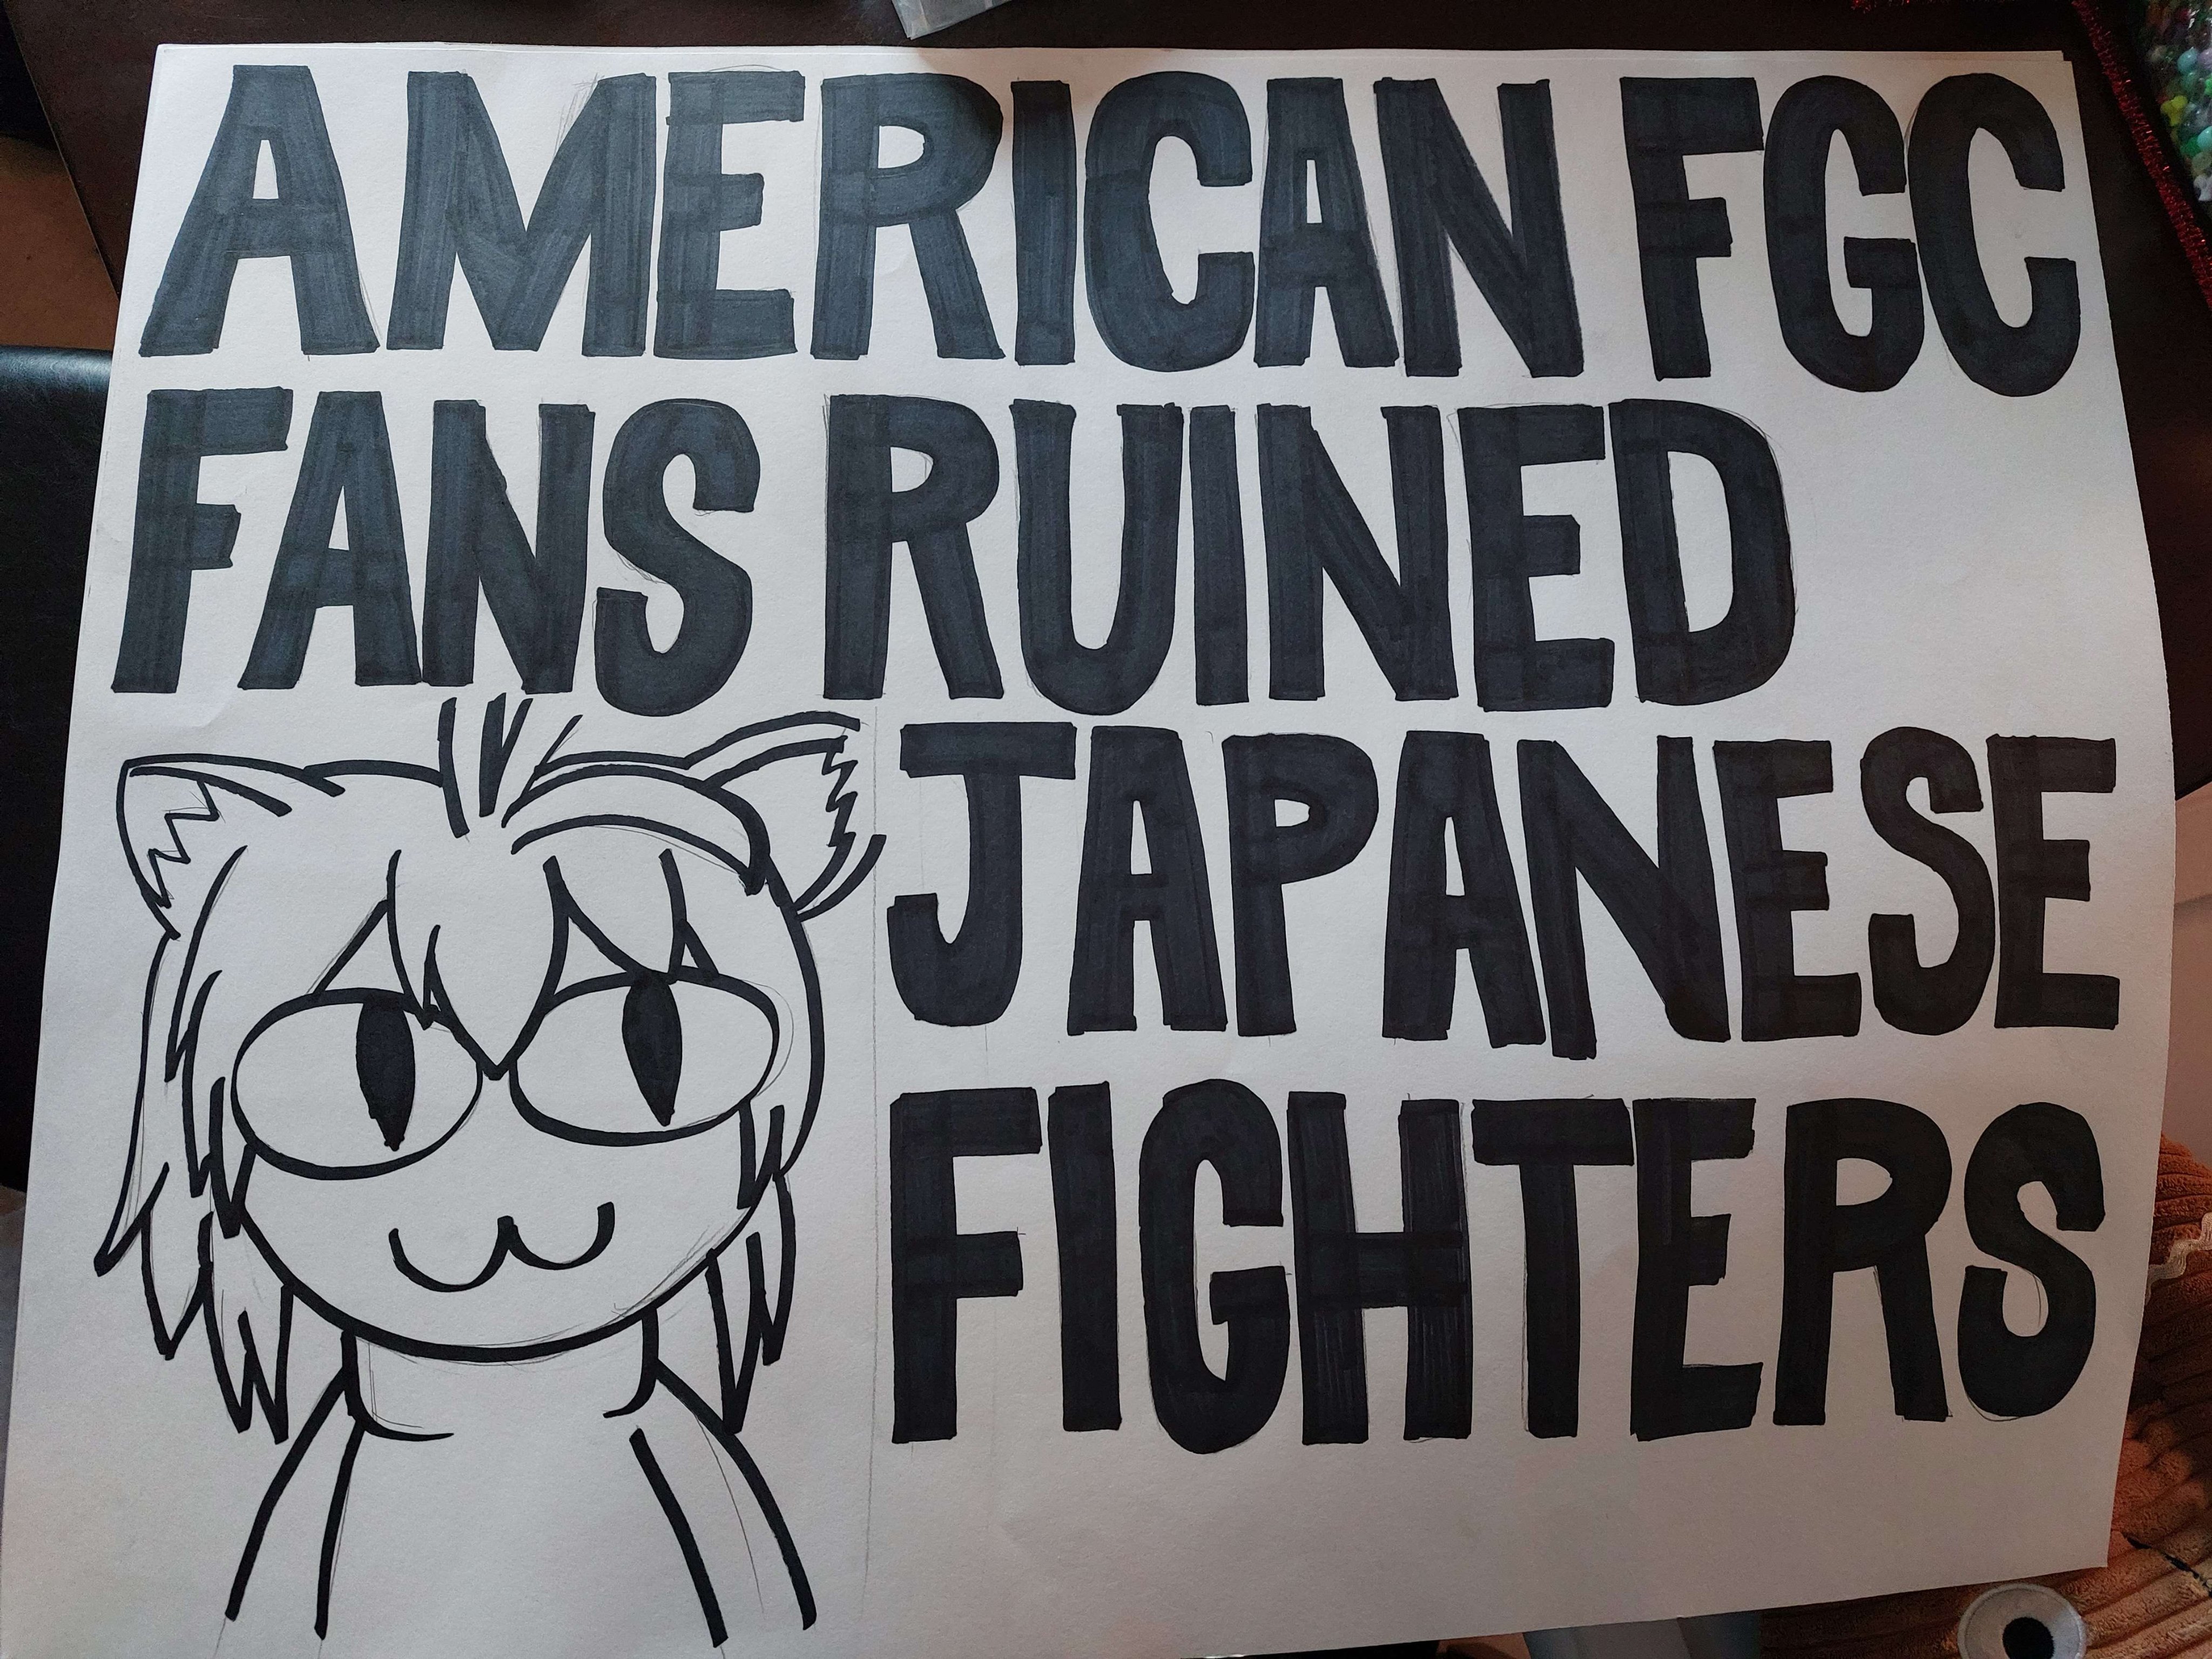 AMERICAN FGC
FANS RUINED
JAPANESE
FIGHTERS